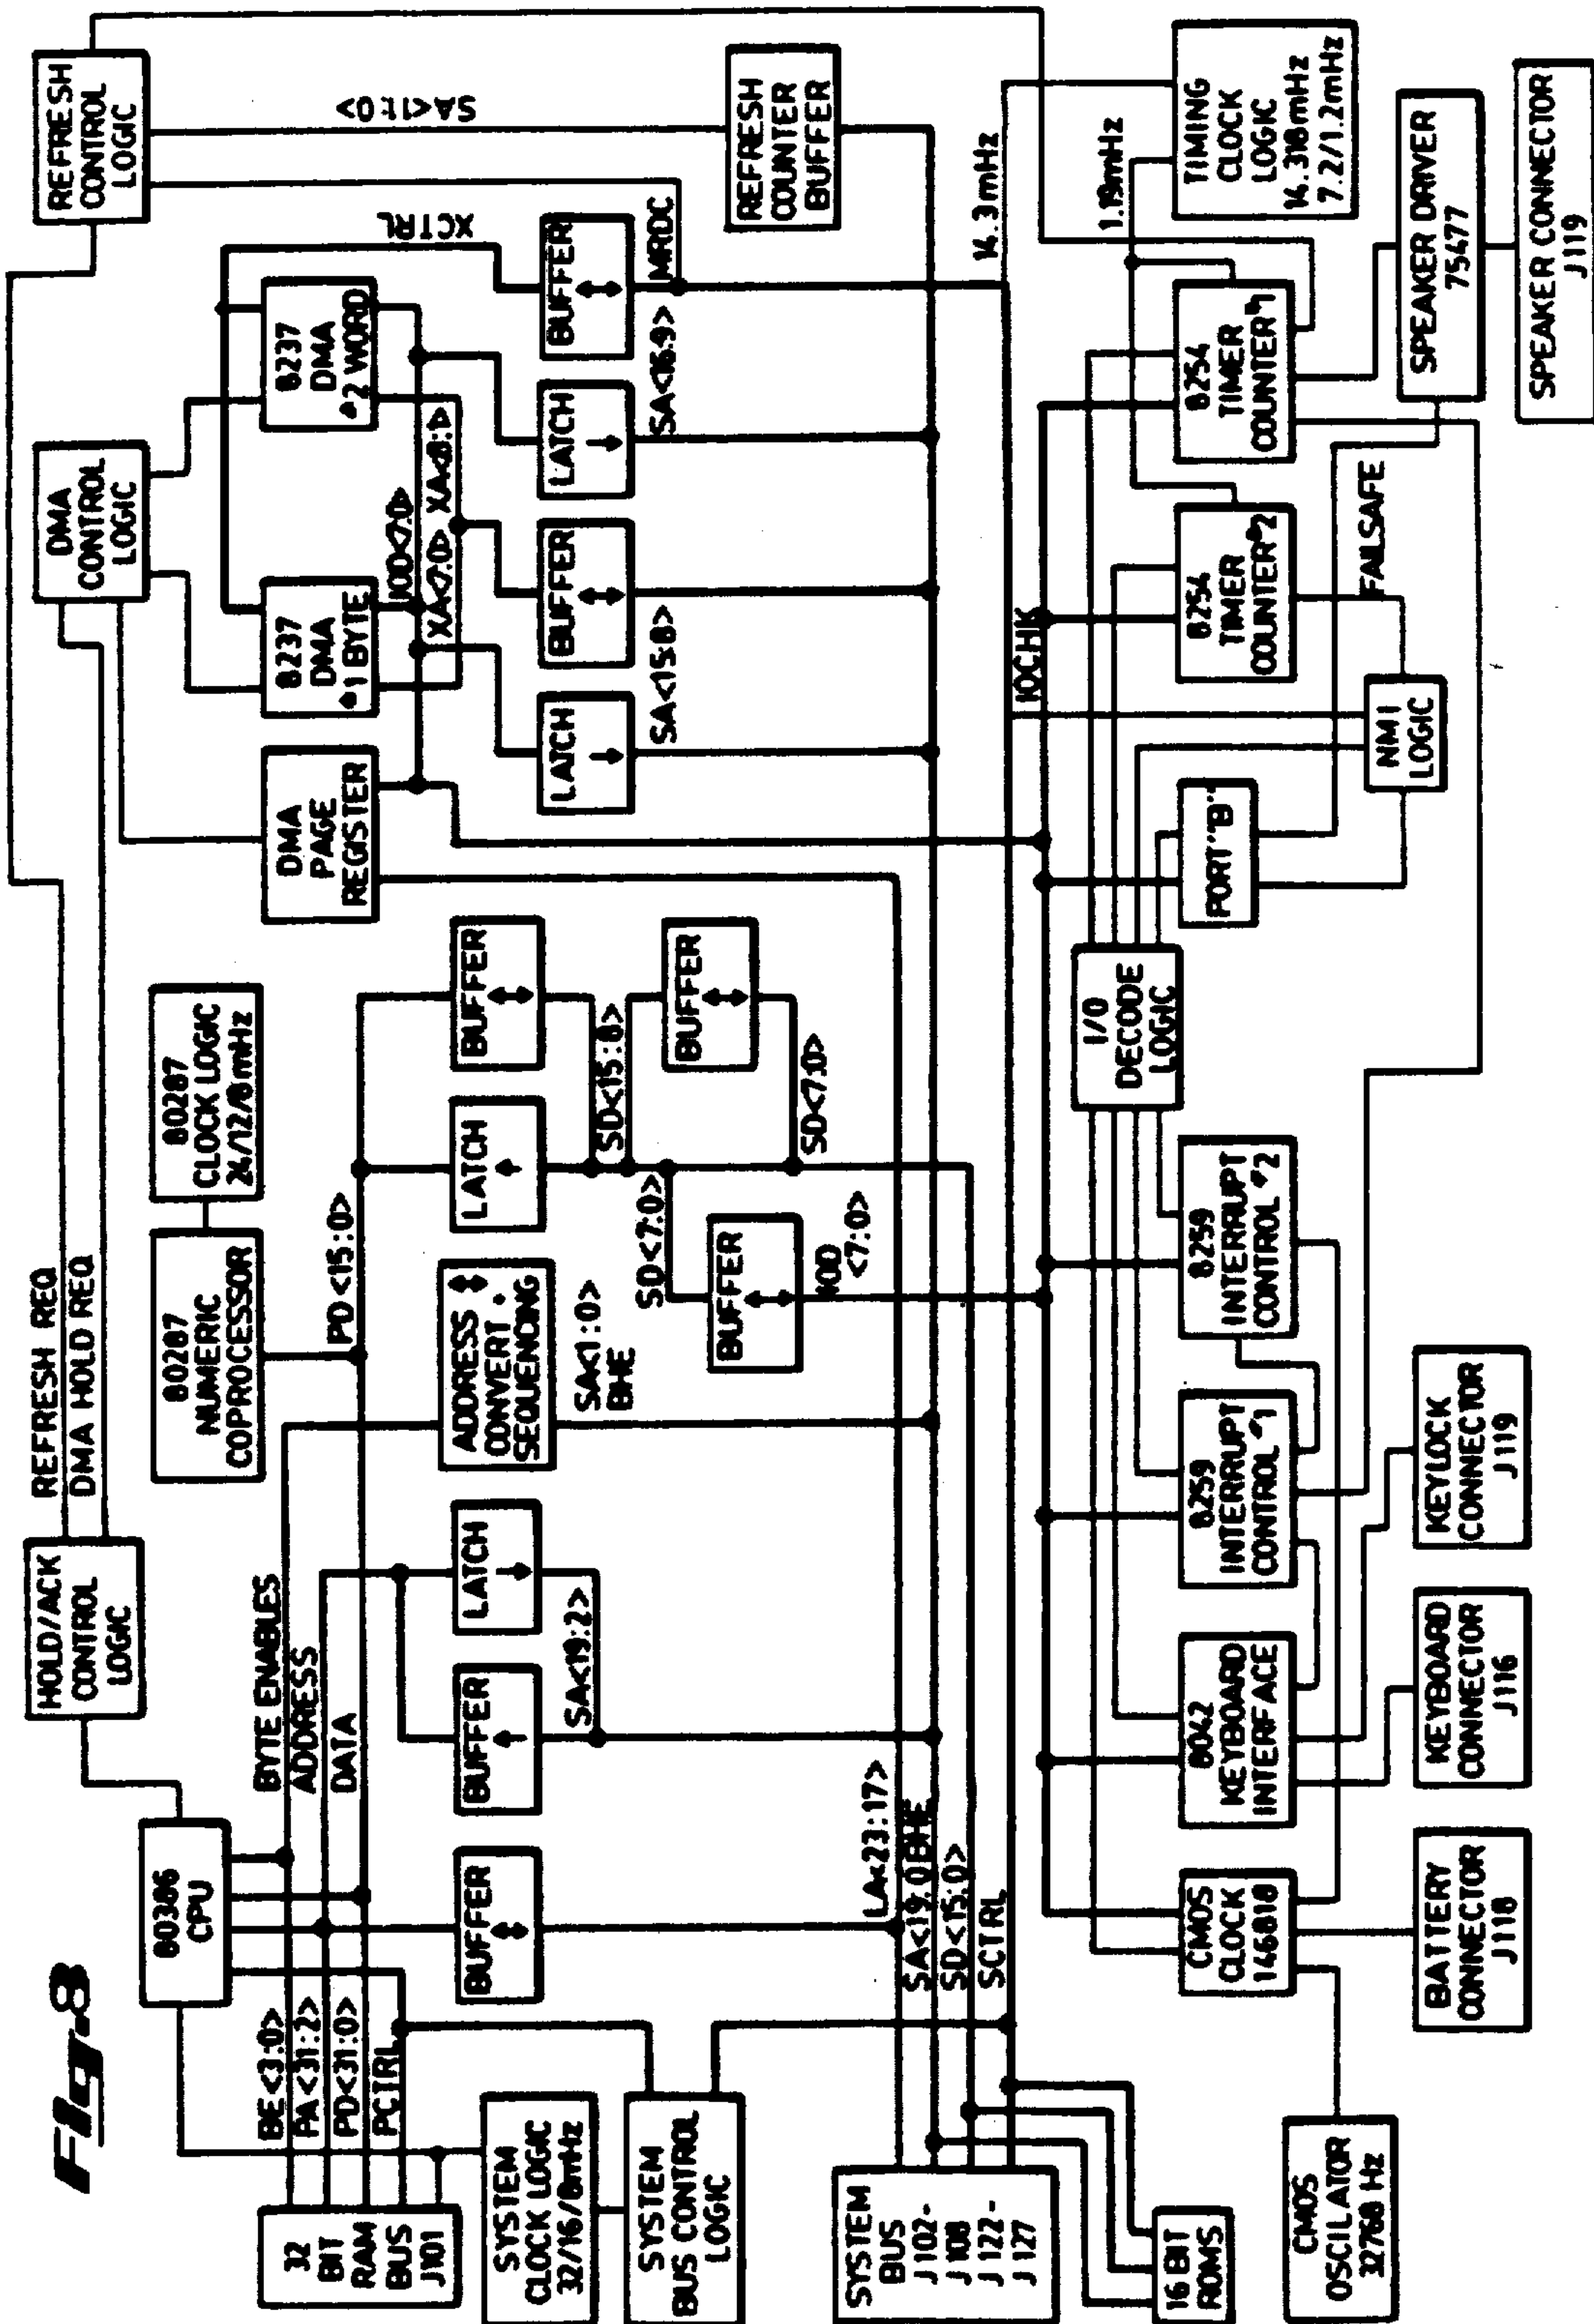 Fig.8
80386
CPU
HOLD/ACK
CONTROL
LOGIC
REFRESH REQ
DMA HOLD REQ
80287
NUMERIC
COPROCESSOR
80287
CLOCK LOGIC
24/12/8mHz
DMA
PAGE
REGISTER
DMA
CONTROL
LOGIC
8237
DMA
#1 BYTE
8237
DMA
#2 WORD
REFRESH
CONTROL
LOGIC
BE<3:0>
PA<31:2>
PD<31:0>
PCTRL
BYTE ENABLES
ADDRESS
DATA
PD<15:0>
IOD<7:0>
XA<7:0>
XA<8:1>
XCTRL
SA<11:0>
32
BIT
RAM
BUS
J101
SYSTEM
CLOCK LOGIC
32/16/8mHz
SYSTEM
BUS CONTROL
LOGIC
BUFFER
BUFFER
LATCH
SA<19:2>
ADDRESS
CONVERT.
SEQUENCING
SA<1:0>
BHE
LATCH
BUFFER
SD<15:8>
SD<7:0>
BUFFER
IOD
<7:0>
BUFFER
SD<7:0>
LATCH
SA<15:8>
BUFFER
LATCH
SA<16:9>
BUFFER
MRDC
REFRESH
COUNTER
BUFFER
LA<23:17>
SA<19:0>BHE
SD<15:0>
SCTRL
SYSTEM
BUS
J102-
J108
J122-
J127
16 BIT
ROMS
IOCHK
14.3mHz
1.19mHz
CMOS
OSCILATOR
32768 Hz
CMOS
CLOCK
146818
8042
KEYBOARD
INTERFACE
8259
INTERRUPT
CONTROL #1
8259
INTERRUPT
CONTROL #2
I/O
DECODE
LOGIC
PORT "B"
NMI
LOGIC
8254
TIMER
COUNTER #2
FAILSAFE
8254
TIMER
COUNTER #1
TIMING
CLOCK
LOGIC
14.318mHz
7.2/1.2mHz
BATTERY
CONNECTOR
J118
KEYBOARD
CONNECTOR
J116
KEYLOCK
CONNECTOR
J119
SPEAKER DRIVER
75477
SPEAKER CONNECTOR
J119